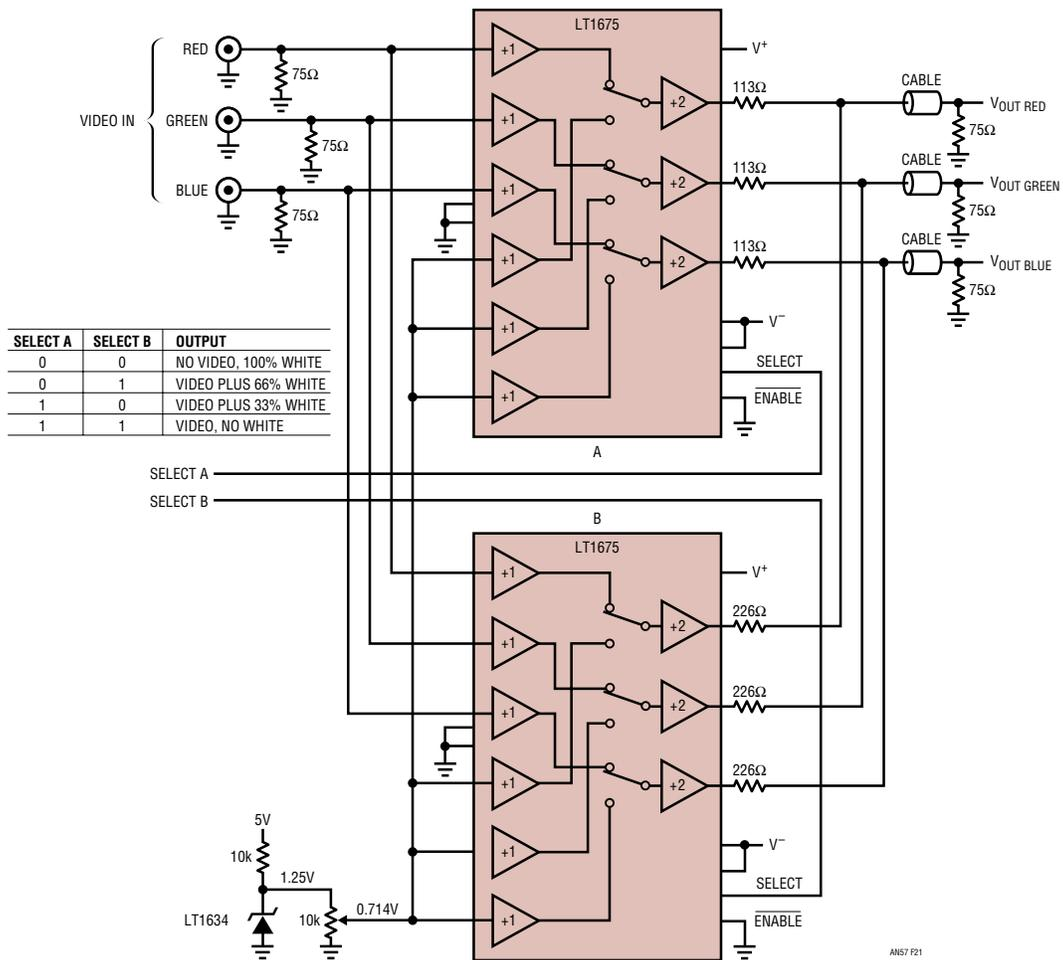 LT1675
RED
75Ω
+1
V+
113Ω
CABLE
VOUT RED
+2
75Ω
VIDEO IN
GREEN
75Ω
+1
113Ω
CABLE
VOUT GREEN
+2
75Ω
BLUE
75Ω
+1
113Ω
CABLE
VOUT BLUE
+2
75Ω
+1
+1
V−
SELECT A SELECT B OUTPUT
0 0 NO VIDEO, 100% WHITE
0 1 VIDEO PLUS 66% WHITE
1 0 VIDEO PLUS 33% WHITE
1 1 VIDEO, NO WHITE
SELECT
+1
ENABLE
A
SELECT A
SELECT B
B
LT1675
+1
V+
226Ω
+2
+1
226Ω
+2
+1
226Ω
+2
+1
5V
10k
+1
V−
1.25V
SELECT
LT1634
10k
0.714V
+1
ENABLE
AN57 F21